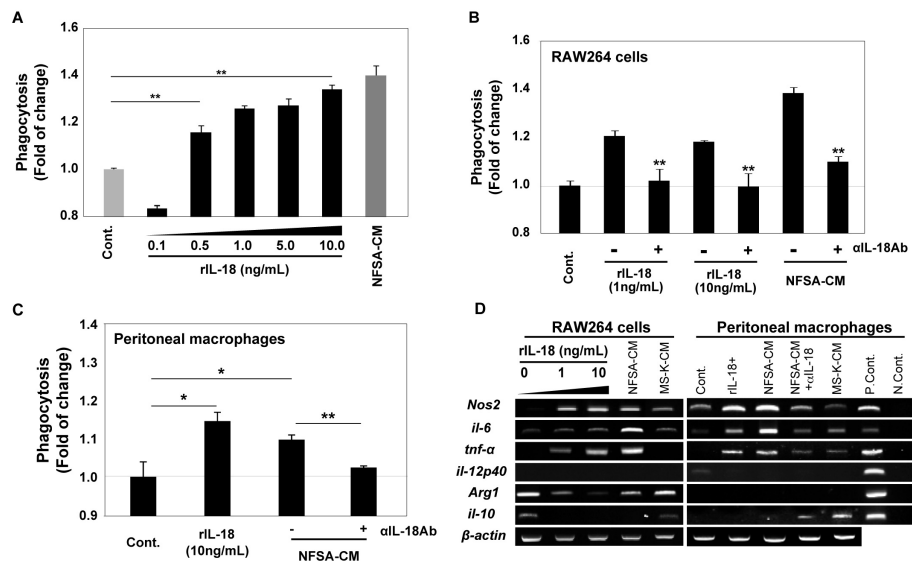 A
Phagocytosis
(Fold of change)
1.6
1.4
1.2
1.0
0.8
**
**
Cont.
0.1 0.5 1.0 5.0 10.0
rIL-18 (ng/mL)
NFSA-CM
B
RAW264 cells
Phagocytosis
(Fold of change)
1.6
1.4
1.2
1.0
0.8
** ** **
- + - + - + αIL-18Ab
Cont.
rIL-18
(1ng/mL)
rIL-18
(10ng/mL)
NFSA-CM
C
Peritoneal macrophages
Phagocytosis
(Fold of change)
1.4
1.3
1.2
1.1
1.0
0.9
*
*
**
Cont.
rIL-18
(10ng/mL)
- + αIL-18Ab
NFSA-CM
D
RAW264 cells
rIL-18 (ng/mL)
0 1 10
NFSA-CM
MS-K-CM
Peritoneal macrophages
Cont.
rIL-18+
NFSA-CM
NFSA-CM
+αIL-18
MS-K-CM
P.Cont.
N.Cont.
Nos2
il-6
tnf-α
il-12p40
Arg1
il-10
β-actin